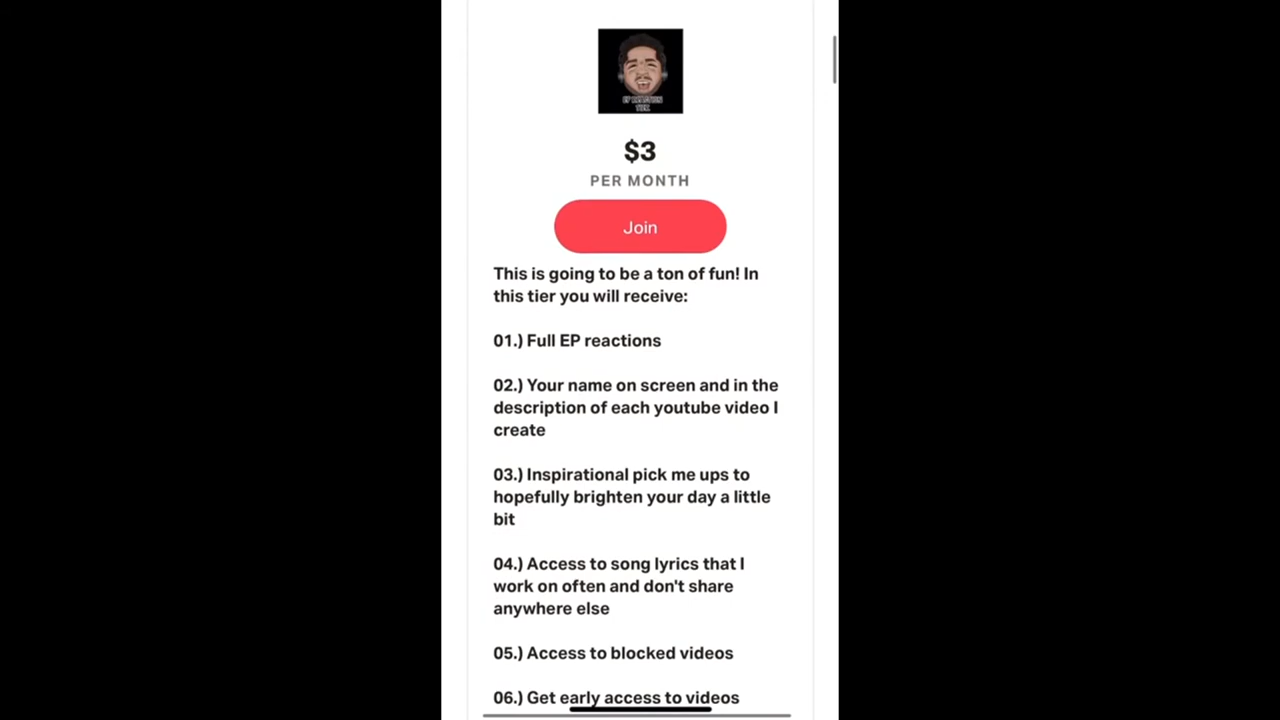 EP REACTION
TIER
$3
PER MONTH
Join
This is going to be a ton of fun! In
this tier you will receive:
01.) Full EP reactions
02.) Your name on screen and in the
description of each youtube video I
create
03.) Inspirational pick me ups to
hopefully brighten your day a little
bit
04.) Access to song lyrics that I
work on often and don't share
anywhere else
05.) Access to blocked videos
06.) Get early access to videos